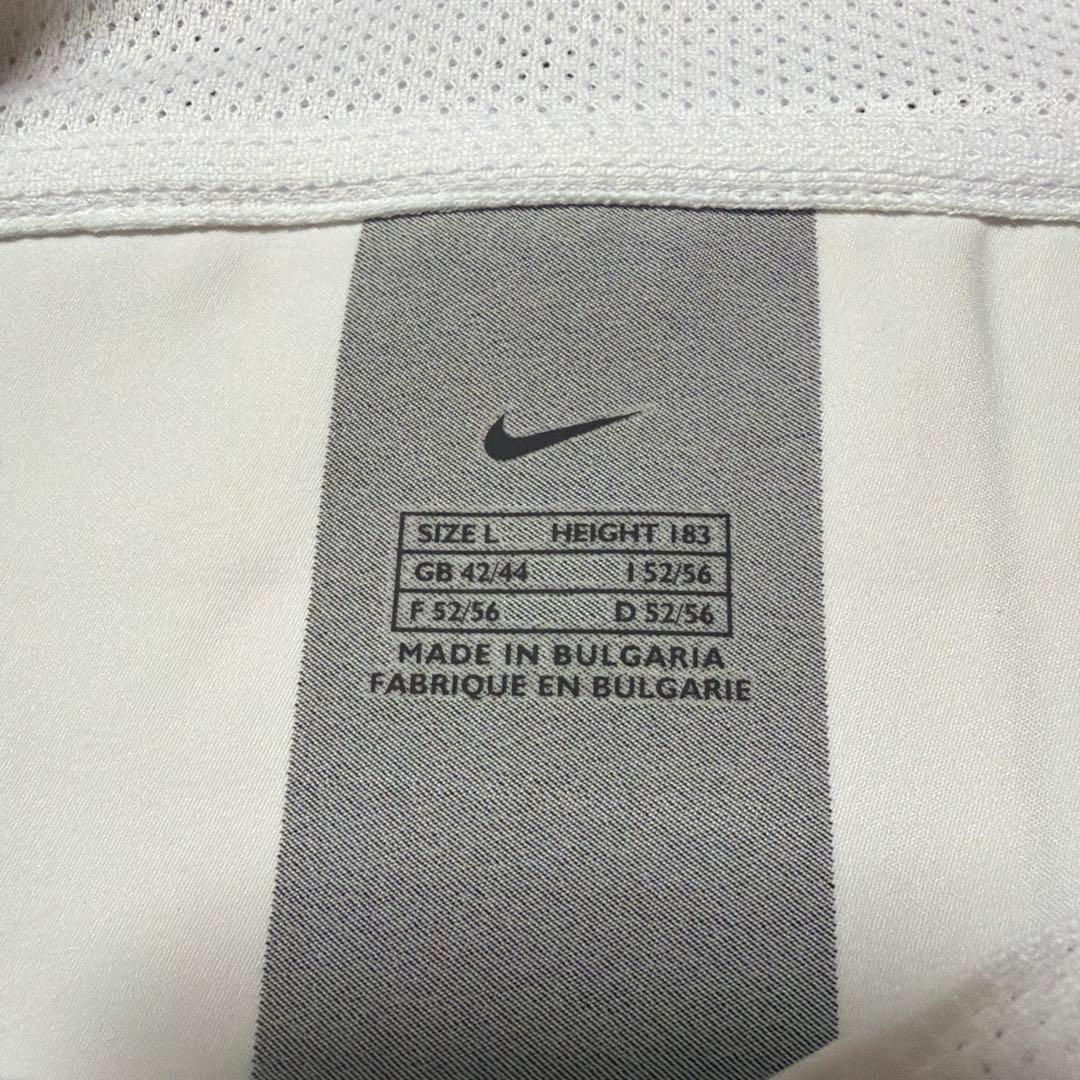 SIZE L HEIGHT 183
GB 42/44 I 52/56
F 52/56 D 52/56
MADE IN BULGARIA
FABRIQUE EN BULGARIE